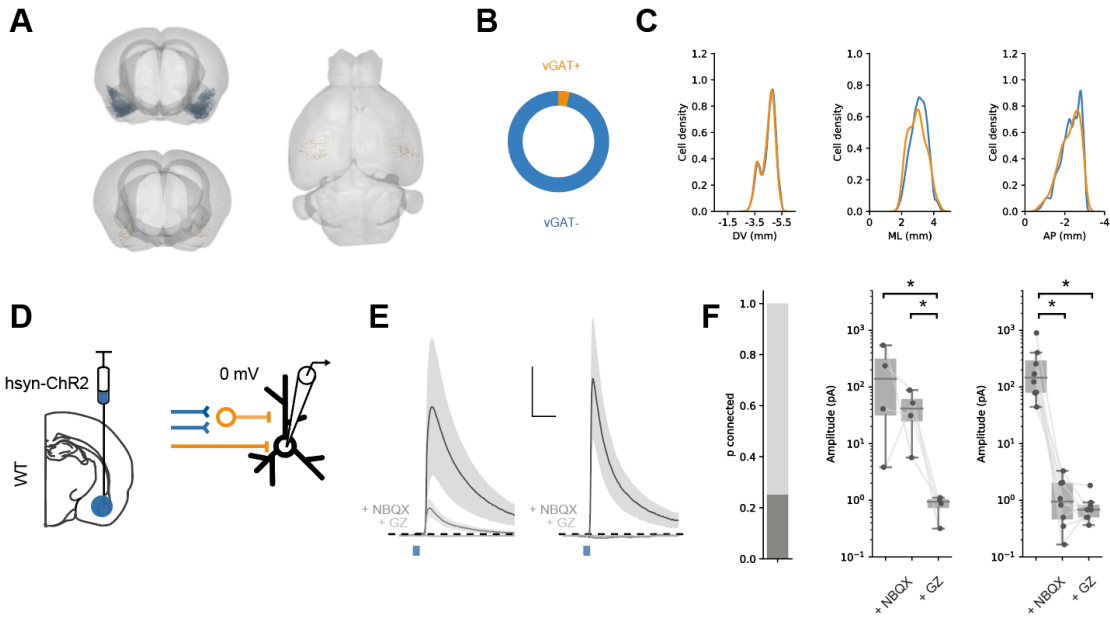 A
B
vGAT+
vGAT-
C
1.2
1.0
0.8
0.6
0.4
0.2
0.0
Cell density
-1.5
-3.5
-5.5
DV (mm)
1.2
1.0
0.8
0.6
0.4
0.2
0.0
Cell density
2
4
ML (mm)
1.2
1.0
0.8
0.6
0.4
0.2
0.0
Cell density
-2
-4
AP (mm)
D
hsyn-ChR2
WT
0 mV
E
+ NBQX
+ GZ
+ NBQX
+ GZ
F
1.0
0.8
0.6
0.4
0.2
0.0
p connected
* 
*
10³
10²
10¹
10⁰
10⁻¹
Amplitude (pA)
+ NBQX
+ GZ
*
*
10³
10²
10¹
10⁰
10⁻¹
Amplitude (pA)
+ NBQX
+ GZ